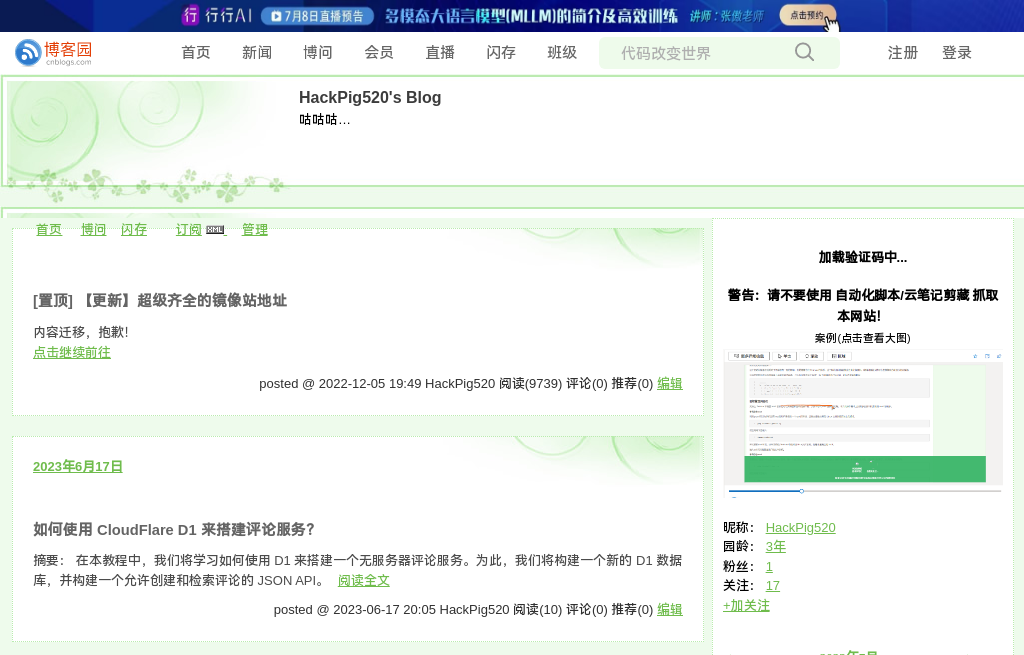 行 行行AI 7月8日直播预告 多模态大语言模型(MLLM)的简介及高效训练 讲师：张傲老师 点击预约
博客园 cnblogs.com 首页 新闻 博问 会员 直播 闪存 班级 代码改变世界 注册 登录
HackPig520's Blog
咕咕咕...
首页 博问 闪存 订阅 XML 管理
[置顶] 【更新】超级齐全的镜像站地址
内容迁移，抱歉!
点击继续前往
posted @ 2022-12-05 19:49 HackPig520 阅读(9739) 评论(0) 推荐(0) 编辑
2023年6月17日
如何使用 CloudFlare D1 来搭建评论服务?
摘要： 在本教程中，我们将学习如何使用 D1 来搭建一个无服务器评论服务。为此，我们将构建一个新的 D1 数据
库，并构建一个允许创建和检索评论的 JSON API。 阅读全文
posted @ 2023-06-17 20:05 HackPig520 阅读(10) 评论(0) 推荐(0) 编辑
加载验证码中...
警告：请不要使用 自动化脚本/云笔记剪藏 抓取
本网站!
案例(点击查看大图)
昵称： HackPig520
园龄： 3年
粉丝： 1
关注： 17
+加关注